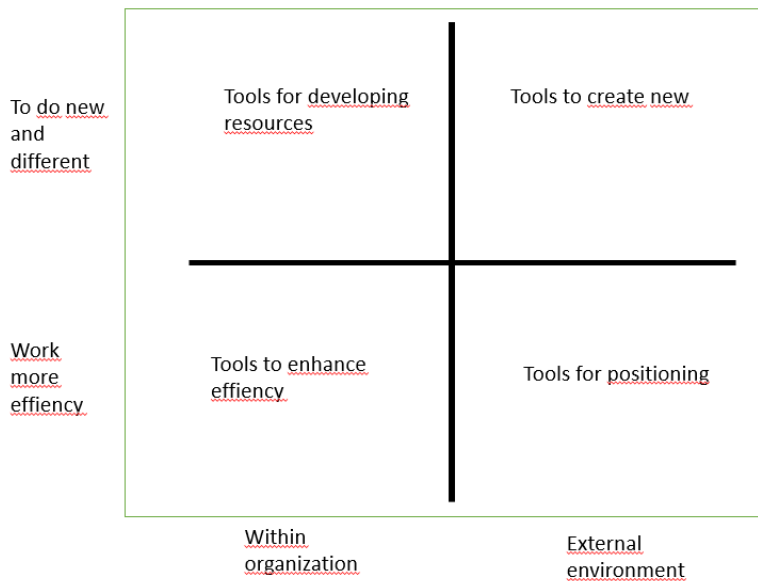 To do new
and
different
Tools for developing
resources
Tools to create new
Work
more
effiency
Tools to enhance
effiency
Tools for positioning
Within
organization
External
environment